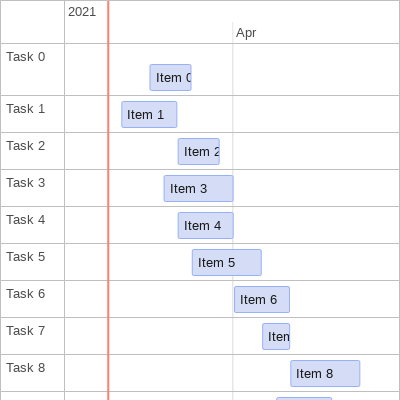 2021
Apr
Task 0
Item 0
Task 1
Item 1
Task 2
Item 2
Task 3
Item 3
Task 4
Item 4
Task 5
Item 5
Task 6
Item 6
Task 7
Item
Task 8
Item 8